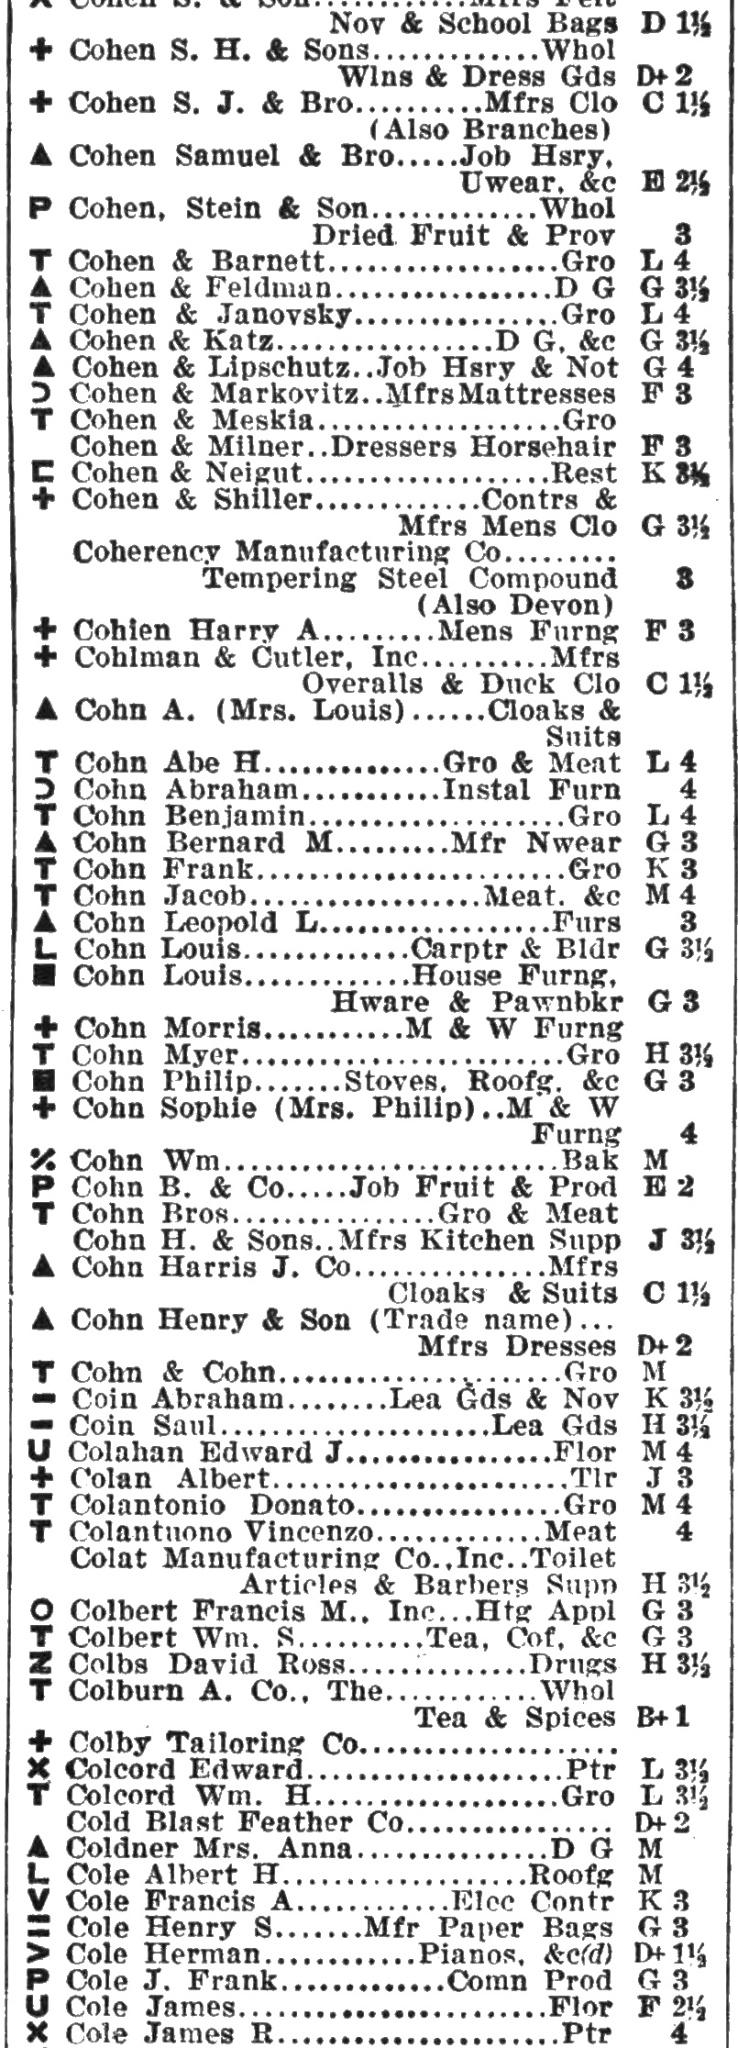 Cohen S. & Son..........Mfrs Felt
Nov & School Bags D 1½
+ Cohen S. H. & Sons............Whol
Wlns & Dress Gds D+ 2
+ Cohen S. J. & Bro..........Mfrs Clo C 1½
(Also Branches)
▲ Cohen Samuel & Bro.....Job Hsry,
Uwear, &c E 2½
P Cohen, Stein & Son.............Whol
Dried Fruit & Prov 3
T Cohen & Barnett..................Gro L 4
▲ Cohen & Feldman.................D G G 3½
T Cohen & Janovsky................Gro L 4
▲ Cohen & Katz.................D G, &c G 3½
▲ Cohen & Lipschutz..Job Hsry & Not G 4
Ɔ Cohen & Markovitz..Mfrs Mattresses F 3
T Cohen & Meskia...................Gro
Cohen & Milner..Dressers Horsehair F 3
⊏ Cohen & Neigut...................Rest K 3½
+ Cohen & Shiller.............Contrs &
Mfrs Mens Clo G 3½
Coherency Manufacturing Co.........
Tempering Steel Compound 3
(Also Devon)
+ Cohien Harry A.........Mens Furng F 3
+ Cohlman & Cutler, Inc..........Mfrs
Overalls & Duck Clo C 1½
▲ Cohn A. (Mrs. Louis)......Cloaks &
Suits
T Cohn Abe H..............Gro & Meat L 4
Ɔ Cohn Abraham...........Instal Furn 4
T Cohn Benjamin....................Gro L 4
▲ Cohn Bernard M.........Mfr Nwear G 3
T Cohn Frank........................Gro K 3
T Cohn Jacob..................Meat, &c M 4
▲ Cohn Leopold L...................Furs 3
L Cohn Louis.............Carptr & Bldr G 3½
■ Cohn Louis.............House Furng,
Hware & Pawnbkr G 3
+ Cohn Morris...........M & W Furng
T Cohn Myer.........................Gro H 3½
■ Cohn Philip.......Stoves, Roofg, &c G 3
+ Cohn Sophie (Mrs. Philip)..M & W
Furng 4
٪ Cohn Wm..........................Bak M
P Cohn B. & Co.....Job Fruit & Prod E 2
T Cohn Bros................Gro & Meat
Cohn H. & Sons..Mfrs Kitchen Supp J 3½
▲ Cohn Harris J. Co...............Mfrs
Cloaks & Suits C 1½
▲ Cohn Henry & Son (Trade name)...
Mfrs Dresses D+ 2
T Cohn & Cohn......................Gro M
– Coin Abraham........Lea Gds & Nov K 3½
– Coin Saul.....................Lea Gds H 3½
U Colahan Edward J................Flor M 4
+ Colan Albert.......................Tlr J 3
T Colantonio Donato................Gro M 4
T Colantuono Vincenzo.............Meat 4
Colat Manufacturing Co., Inc..Toilet
Articles & Barbers Supp H 3½
O Colbert Francis M., Inc...Htg Appl G 3
T Colbert Wm. S..........Tea, Cof, &c G 3
Z Colbs David Ross..............Drugs H 3½
T Colburn A. Co., The............Whol
Tea & Spices B+ 1
+ Colby Tailoring Co....................
X Colcord Edward....................Ptr L 3½
T Colcord Wm. H...................Gro L 3½
Cold Blast Feather Co................ D+ 2
▲ Coldner Mrs. Anna...............D G M
L Cole Albert H...................Roofg M
V Cole Francis A............Elec Contr K 3
= Cole Henry S.......Mfr Paper Bags G 3
> Cole Herman............Pianos, &c(d) D+ 1½
P Cole J. Frank.............Comn Prod G 3
U Cole James........................Flor F 2½
X Cole James R......................Ptr 4